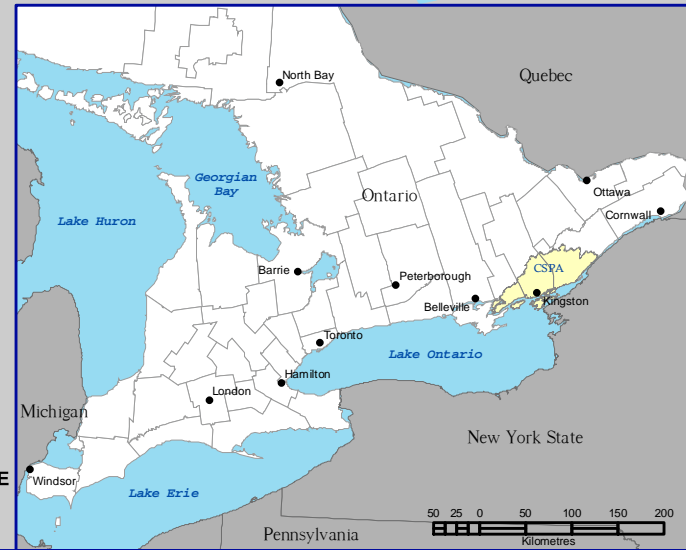 North Bay
Quebec
Georgian
Bay
Ontario
Ottawa
Lake Huron
Cornwall
Barrie
CSPA
Peterborough
Belleville
Kingston
Toronto
Lake Ontario
Hamilton
London
Michigan
New York State
E
Windsor
Lake Erie
50 25 0 50 100 150 200
Kilometres
Pennsylvania